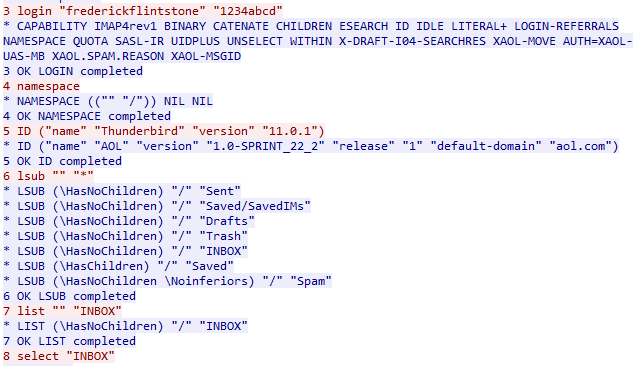 3 login "frederickflintstone" "1234abcd"
* CAPABILITY IMAP4rev1 BINARY CATENATE CHILDREN ESEARCH ID IDLE LITERAL+ LOGIN-REFERRALS
NAMESPACE QUOTA SASL-IR UIDPLUS UNSELECT WITHIN X-DRAFT-I04-SEARCHRES XAOL-MOVE AUTH=XAOL-
UAS-MB XAOL.SPAM.REASON XAOL-MSGID
3 OK LOGIN completed
4 namespace
* NAMESPACE (("" "/")) NIL NIL
4 OK NAMESPACE completed
5 ID ("name" "Thunderbird" "version" "11.0.1")
* ID ("name" "AOL" "version" "1.0-SPRINT_22_2" "release" "1" "default-domain" "aol.com")
5 OK ID completed
6 lsub "" "*"
* LSUB (\HasNoChildren) "/" "Sent"
* LSUB (\HasNoChildren) "/" "Saved/SavedIMs"
* LSUB (\HasNoChildren) "/" "Drafts"
* LSUB (\HasNoChildren) "/" "Trash"
* LSUB (\HasNoChildren) "/" "INBOX"
* LSUB (\HasChildren) "/" "Saved"
* LSUB (\HasNoChildren \Noinferiors) "/" "Spam"
6 OK LSUB completed
7 list "" "INBOX"
* LIST (\HasNoChildren) "/" "INBOX"
7 OK LIST completed
8 select "INBOX"